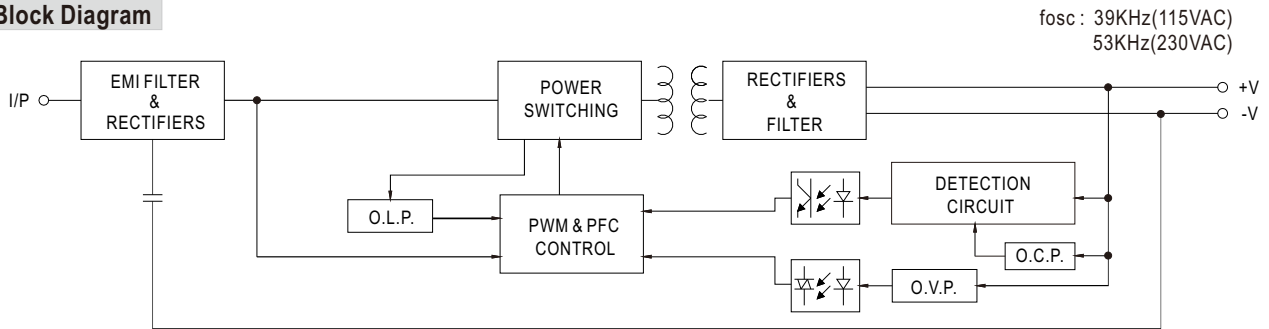 Block Diagram
fosc : 39KHz(115VAC)
53KHz(230VAC)
I/P
EMI FILTER
&
RECTIFIERS
POWER
SWITCHING
RECTIFIERS
&
FILTER
+V
-V
O.L.P.
PWM & PFC
CONTROL
DETECTION
CIRCUIT
O.C.P.
O.V.P.